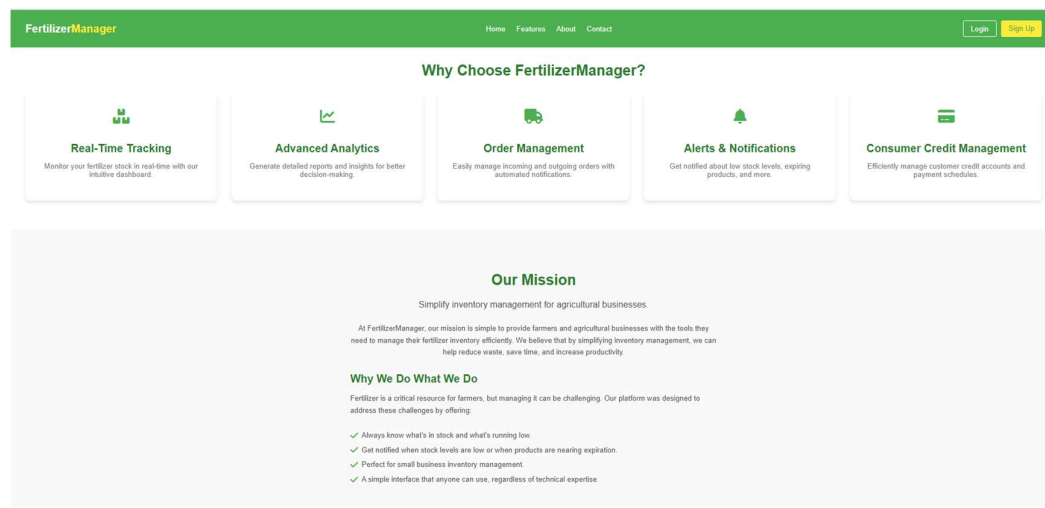 FertilizerManager
Home Features About Contact
Login Sign Up
Why Choose FertilizerManager?
Real-Time Tracking
Monitor your fertilizer stock in real-time with our
intuitive dashboard.
Advanced Analytics
Generate detailed reports and insights for better
decision-making.
Order Management
Easily manage incoming and outgoing orders with
automated notifications.
Alerts & Notifications
Get notified about low stock levels, expiring
products, and more.
Consumer Credit Management
Efficiently manage customer credit accounts and
payment schedules.
Our Mission
Simplify inventory management for agricultural businesses.
At FertilizerManager, our mission is simple to provide farmers and agricultural businesses with the tools they
need to manage their fertilizer inventory efficiently. We believe that by simplifying inventory management, we can
help reduce waste, save time, and increase productivity.
Why We Do What We Do
Fertilizer is a critical resource for farmers, but managing it can be challenging. Our platform was designed to
address these challenges by offering:
Always know what's in stock and what's running low.
Get notified when stock levels are low or when products are nearing expiration.
Perfect for small business inventory management.
A simple interface that anyone can use, regardless of technical expertise.